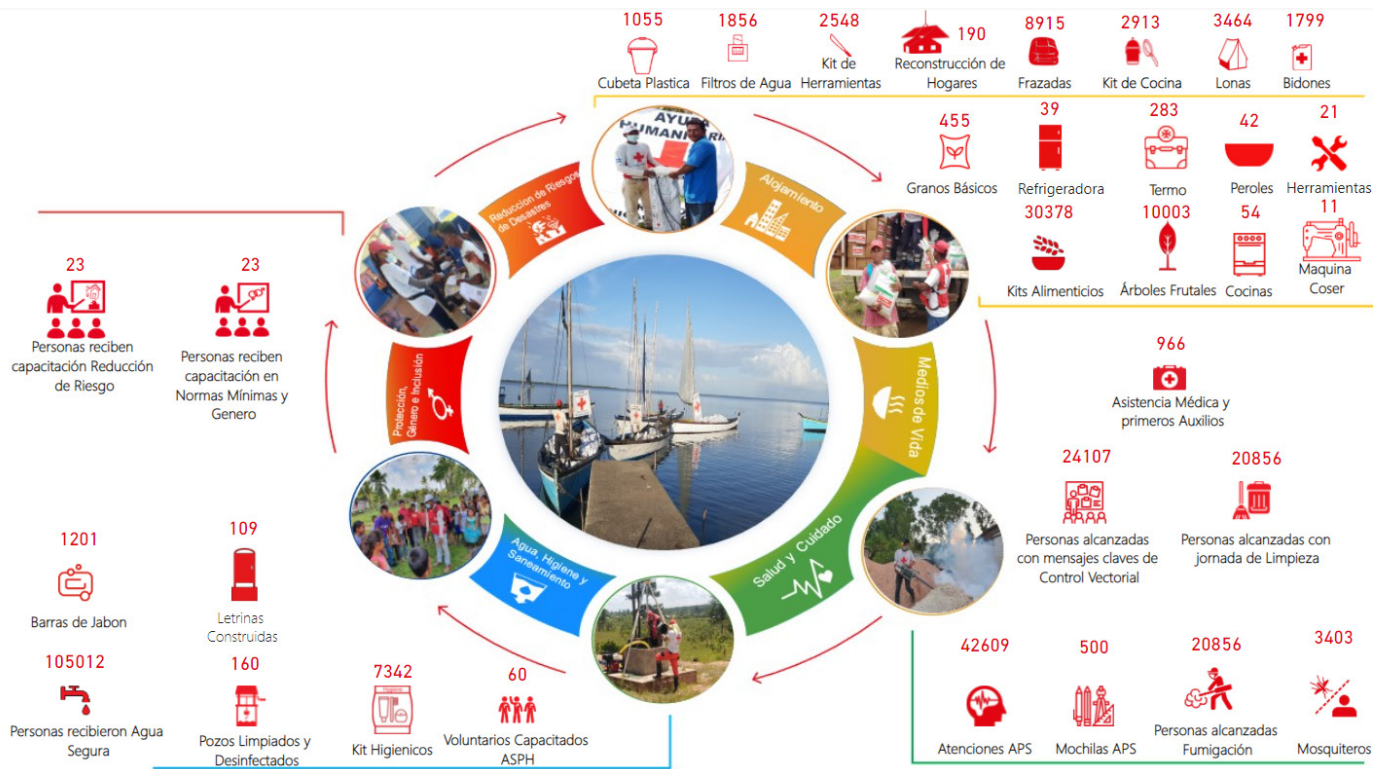 1055
Cubeta Plastica
1856
Filtros de Agua
2548
Kit de
Herramientas
190
Reconstrucción de
Hogares
8915
Frazadas
2913
Kit de Cocina
3464
Lonas
1799
Bidones
AYUDA
HUMANITARIA
455
Granos Básicos
39
Refrigeradora
283
Termo
42
Peroles
21
Herramientas
30378
Kits Alimenticios
10003
Árboles Frutales
54
Cocinas
11
Maquina
Coser
Reduccion de Riesgos
de Desastres
Alojamiento
Medios de Vida
Salud y Cuidado
Agua, Higiene y
Saneamiento
Protección,
Género e Inclusión
23
Personas reciben
capacitación Reducción
de Riesgo
23
Personas reciben
capacitación en
Normas Mínimas y
Genero
966
Asistencia Médica y
primeros Auxilios
24107
Personas alcanzadas
con mensajes claves de
Control Vectorial
20856
Personas alcanzadas con
jornada de Limpieza
1201
Barras de Jabon
109
Letrinas
Construidas
105012
Personas recibieron Agua
Segura
160
Pozos Limpiados y
Desinfectados
7342
Kit Higienicos
60
Voluntarios Capacitados
ASPH
42609
Atenciones APS
500
Mochilas APS
20856
Personas alcanzadas
Fumigación
3403
Mosquiteros